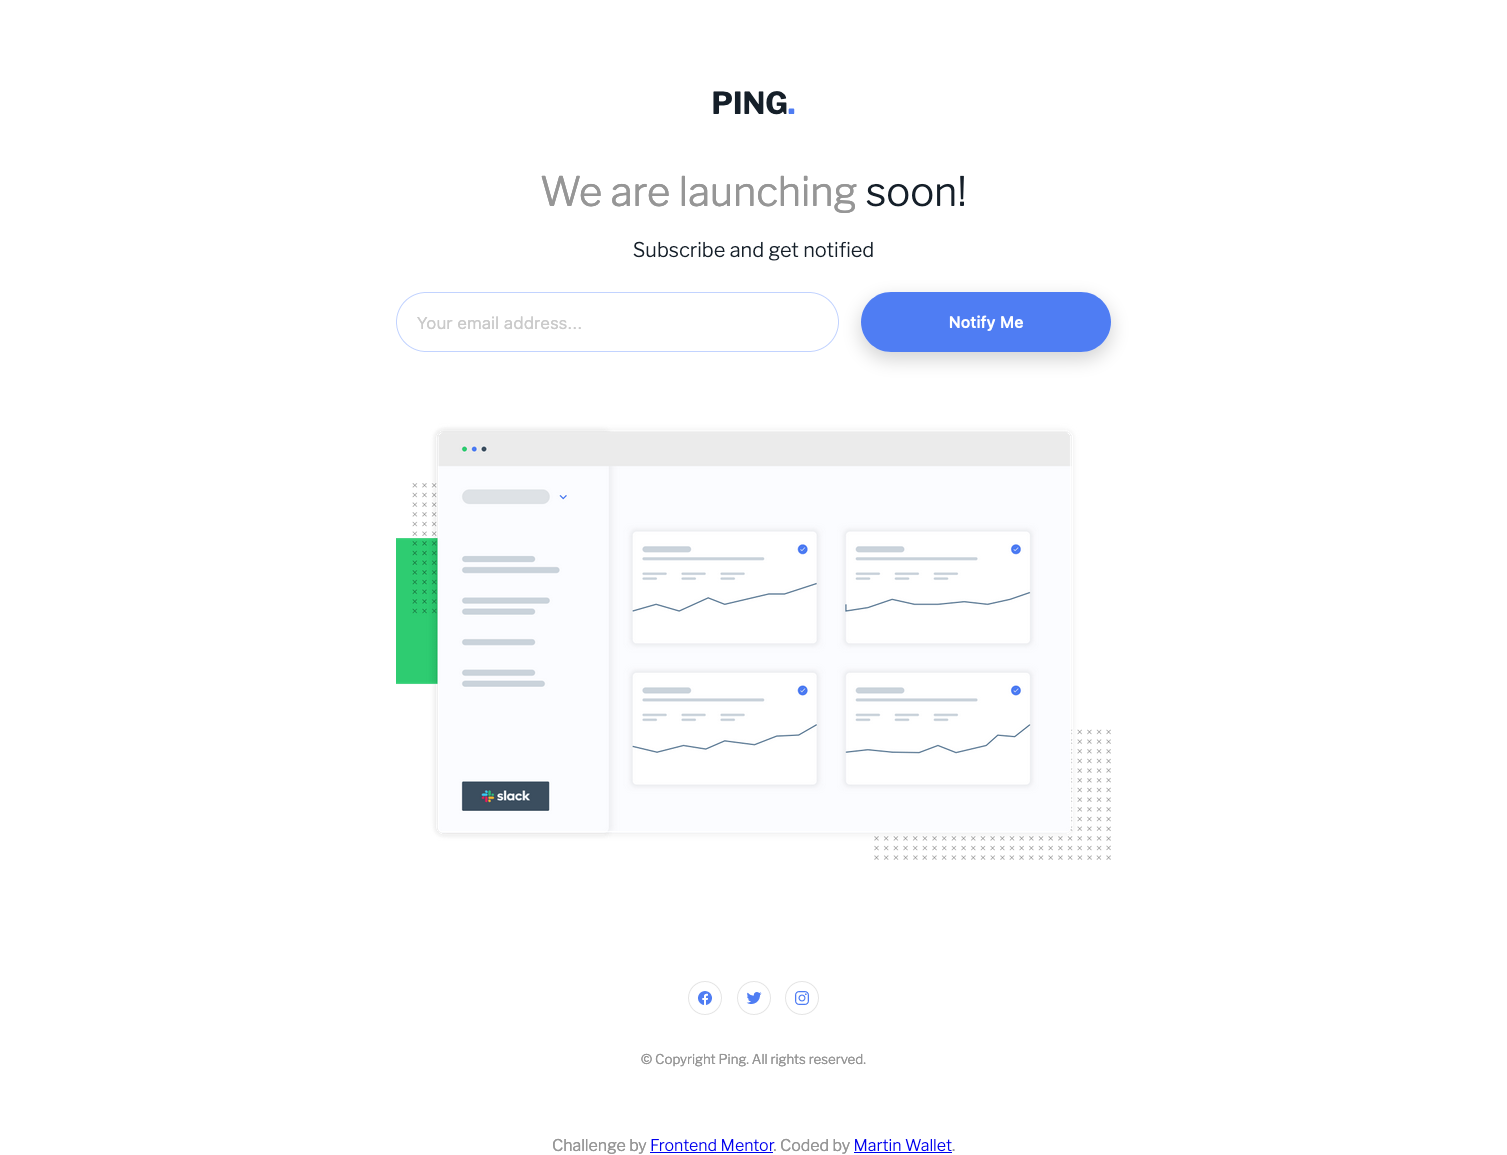 PING.
We are launching soon!
Subscribe and get notified
Your email address...
Notify Me
slack
© Copyright Ping. All rights reserved.
Challenge by Frontend Mentor. Coded by Martin Wallet.